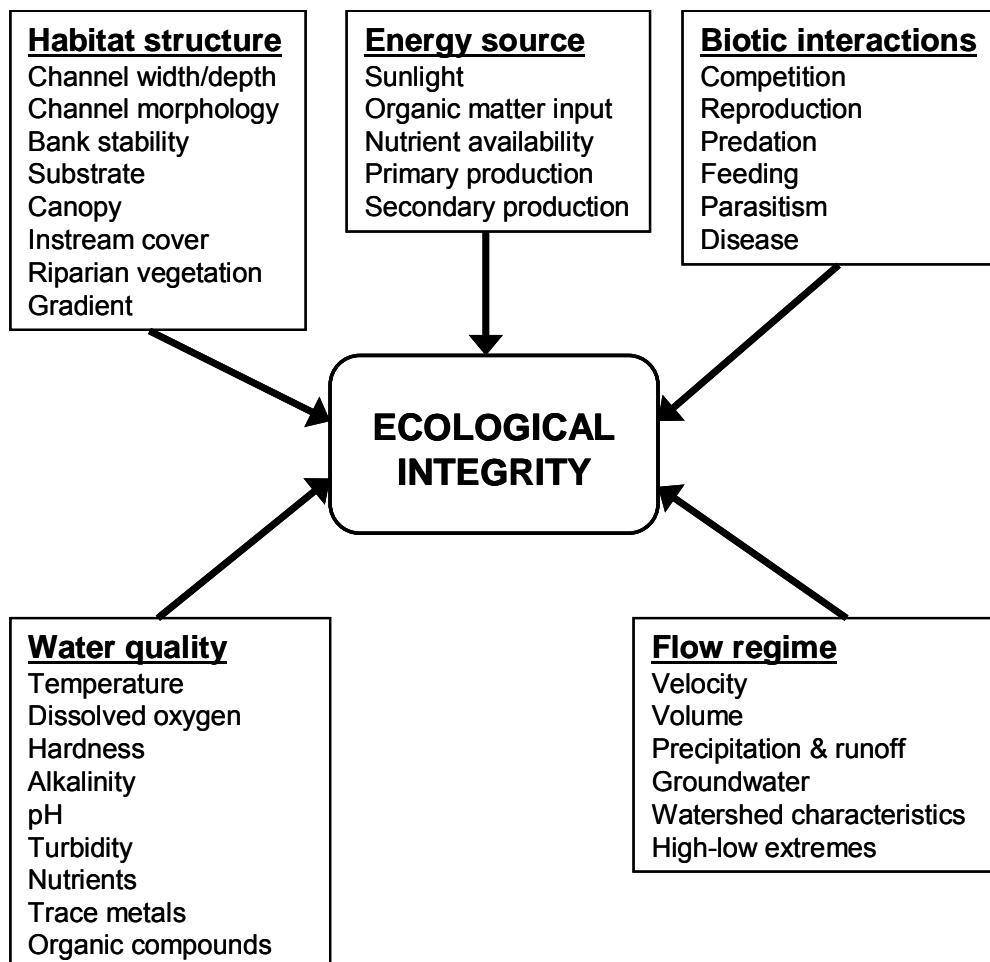 Habitat structure
Channel width/depth
Channel morphology
Bank stability
Substrate
Canopy
Instream cover
Riparian vegetation
Gradient
Energy source
Sunlight
Organic matter input
Nutrient availability
Primary production
Secondary production
Biotic interactions
Competition
Reproduction
Predation
Feeding
Parasitism
Disease
ECOLOGICAL
INTEGRITY
Water quality
Temperature
Dissolved oxygen
Hardness
Alkalinity
pH
Turbidity
Nutrients
Trace metals
Organic compounds
Flow regime
Velocity
Volume
Precipitation & runoff
Groundwater
Watershed characteristics
High-low extremes